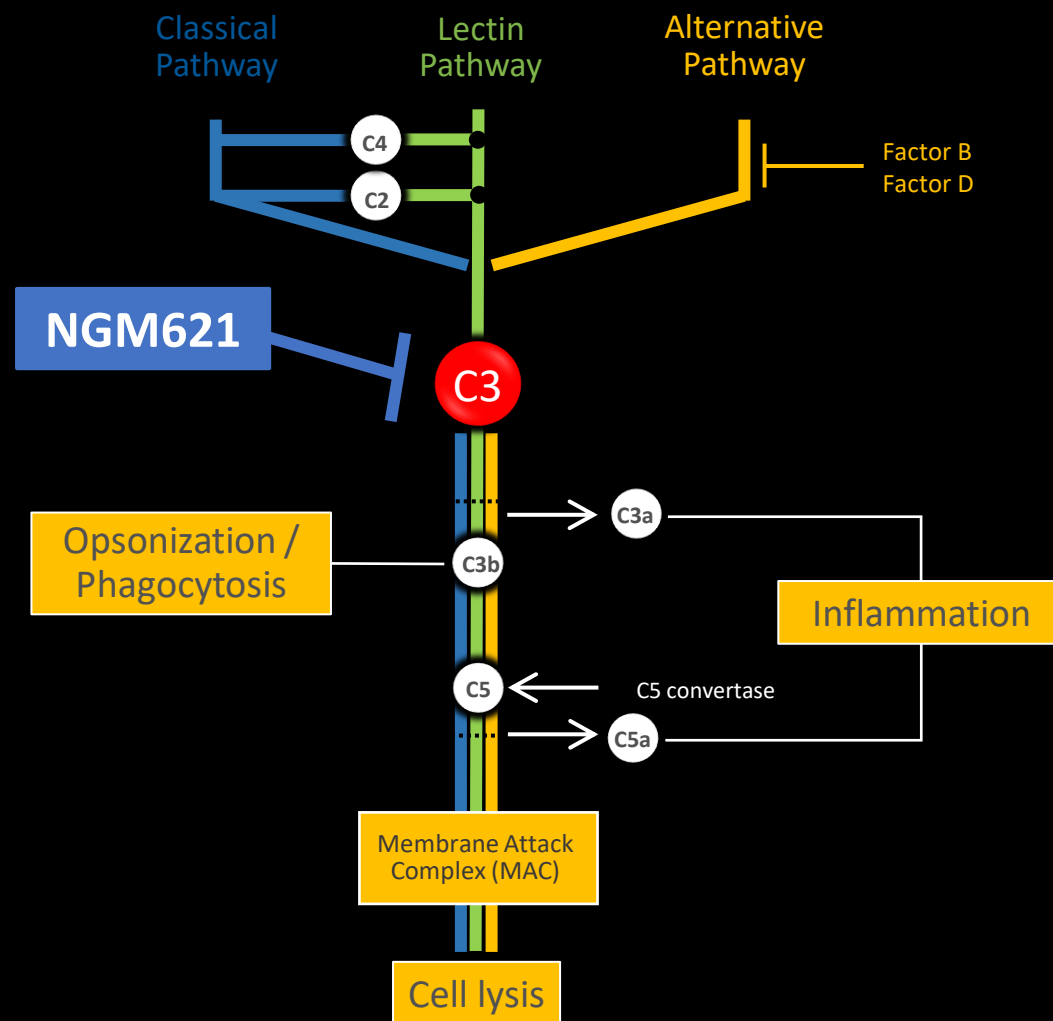 Classical
Pathway
Lectin
Pathway
Alternative
Pathway
C4
C2
Factor B
Factor D
NGM621
C3
C3a
Opsonization /
Phagocytosis
C3b
Inflammation
C5
C5 convertase
C5a
Membrane Attack
Complex (MAC)
Cell lysis